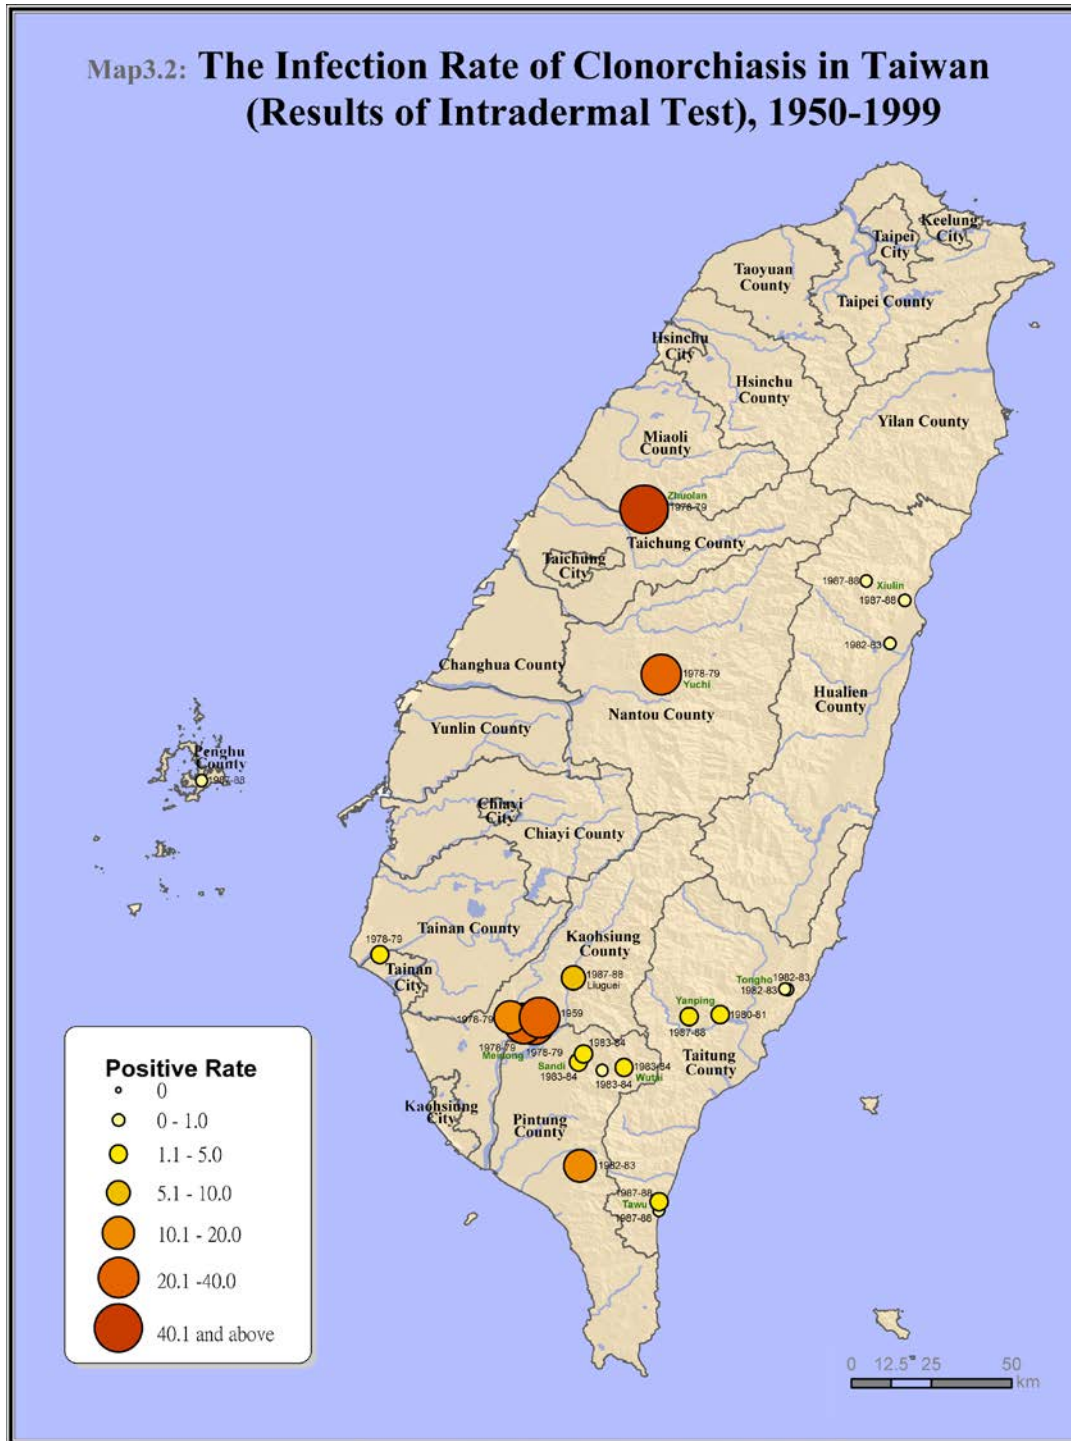 Map3.2: The Infection Rate of Clonorchiasis in Taiwan
(Results of Intradermal Test), 1950-1999
Keelung
City
Taipei
City
Taoyuan
County
Taipei County
Hsinchu
City
Hsinchu
County
Yilan County
Miaoli
County
Zhuolan
1978-79
Taichung County
Taichung
City
1987-88
Xiulin
1987-88
1982-83
Changhua County
1978-79
Yuchi
Hualien
County
Nantou County
Yunlin County
Penghu
County
1987-88
Chiayi
City
Chiayi County
Tainan County
Kaohsiung
County
1978-79
Tainan
City
1987-88
Liuguei
Tongho
1982-83
1982-83
Yanping
1980-81
1987-88
1978-79
1959
1978-79
Meinong
1978-79
1983-84
Sandi
1983-84
1983-84
Wutai
1983-84
Taitung
County
Kaohsiung
City
Pintung
County
1982-83
1987-88
Tawu
1987-88
Positive Rate
0
0 - 1.0
1.1 - 5.0
5.1 - 10.0
10.1 - 20.0
20.1 -40.0
40.1 and above
0 12.5 25 50
km